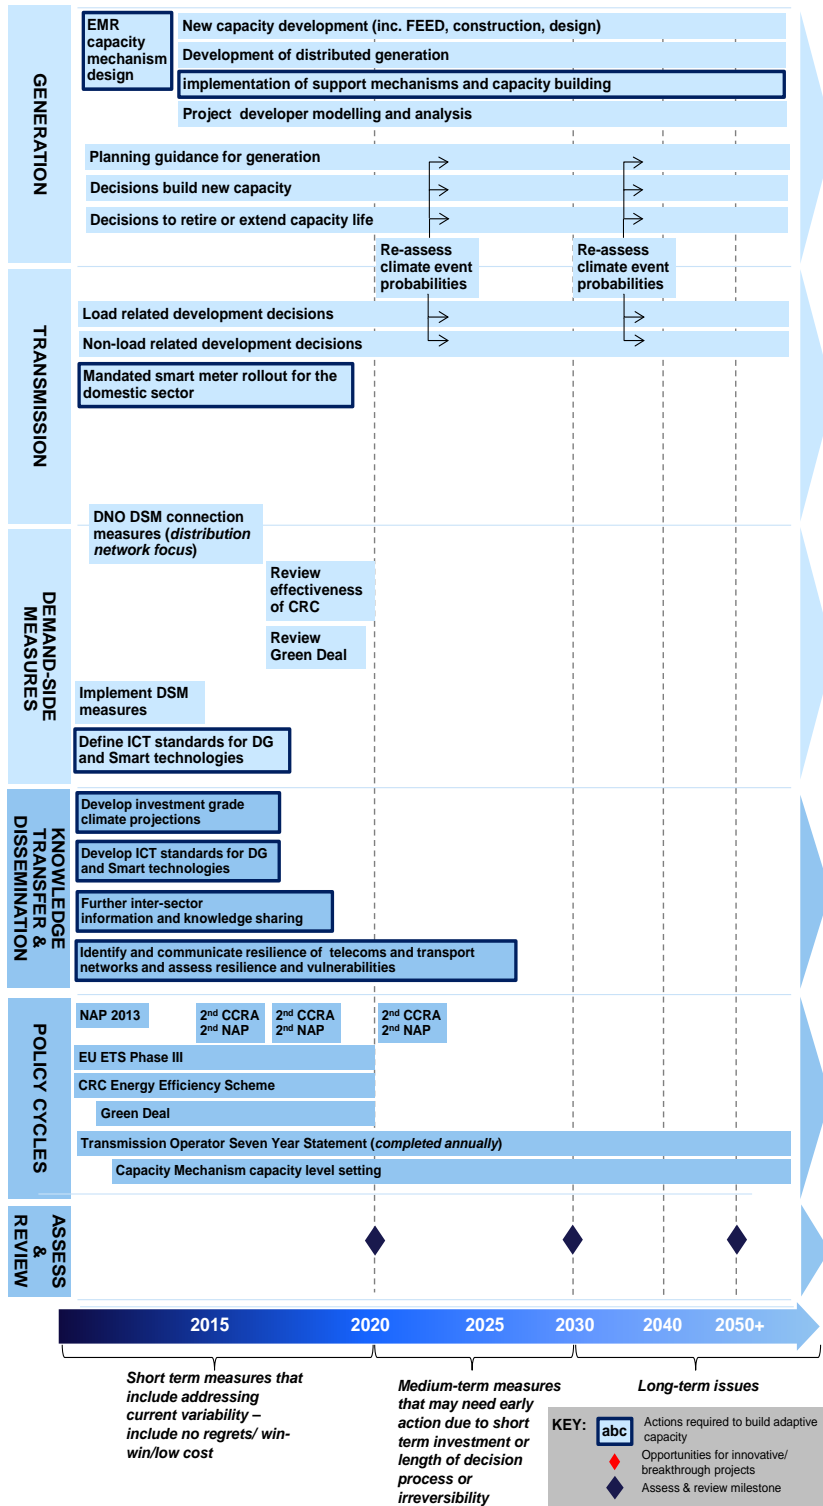 GENERATION
EMR
capacity
mechanism
design
New capacity development (inc. FEED, construction, design)
Development of distributed generation
implementation of support mechanisms and capacity building
Project developer modelling and analysis
Planning guidance for generation
Decisions build new capacity
Decisions to retire or extend capacity life
Re-assess
climate event
probabilities
Re-assess
climate event
probabilities
TRANSMISSION
Load related development decisions
Non-load related development decisions
Mandated smart meter rollout for the
domestic sector
DEMAND-SIDE
MEASURES
DNO DSM connection
measures (distribution
network focus)
Review
effectiveness
of CRC
Review
Green Deal
Implement DSM
measures
Define ICT standards for DG
and Smart technologies
KNOWLEDGE
TRANSFER &
DISSEMINATION
Develop investment grade
climate projections
Develop ICT standards for DG
and Smart technologies
Further inter-sector
information and knowledge sharing
Identify and communicate resilience of telecoms and transport
networks and assess resilience and vulnerabilities
POLICY CYCLES
NAP 2013
2nd CCRA
2nd NAP
2nd CCRA
2nd NAP
2nd CCRA
2nd NAP
EU ETS Phase III
CRC Energy Efficiency Scheme
Green Deal
Transmission Operator Seven Year Statement (completed annually)
Capacity Mechanism capacity level setting
ASSESS
&
REVIEW
2015 2020 2025 2030 2040 2050+
Short term measures that
include addressing
current variability –
include no regrets/ win-
win/low cost
Medium-term measures
that may need early
action due to short
term investment or
length of decision
process or
irreversibility
Long-term issues
KEY:
abc
Actions required to build adaptive
capacity
Opportunities for innovative/
breakthrough projects
Assess & review milestone